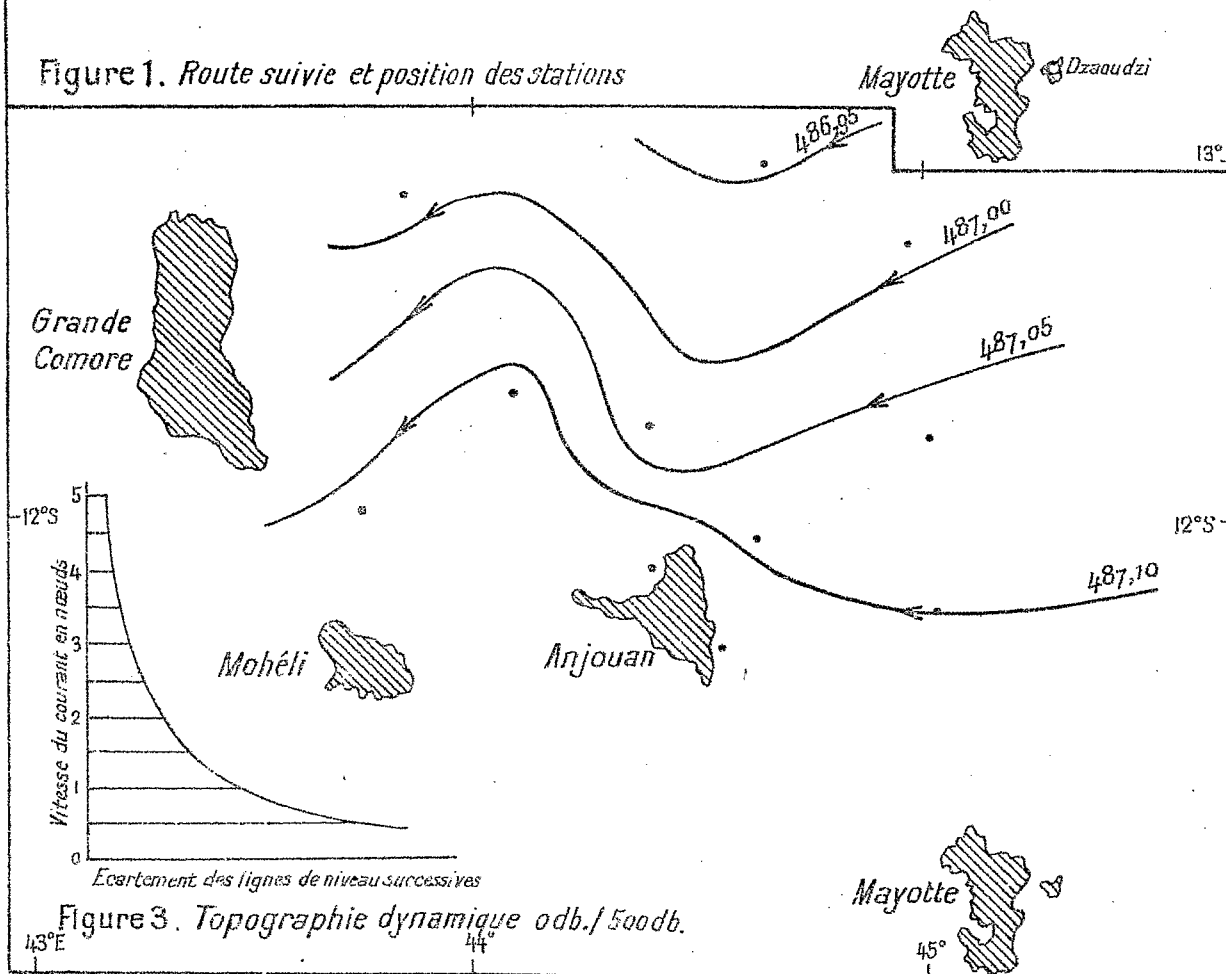 Figure 1. Route suivie et position des stations
Mayotte
Dzaoudzi
13°
486,95
487,00
487,05
487,10
Grande
Comore
12°S
12°S
Mohéli
Anjouan
Vitesse du courant en nœuds
5
4
3
2
1
0
Ecartement des lignes de niveau successives
Mayotte
Figure 3. Topographie dynamique 0db./500db.
43°E
44°
45°